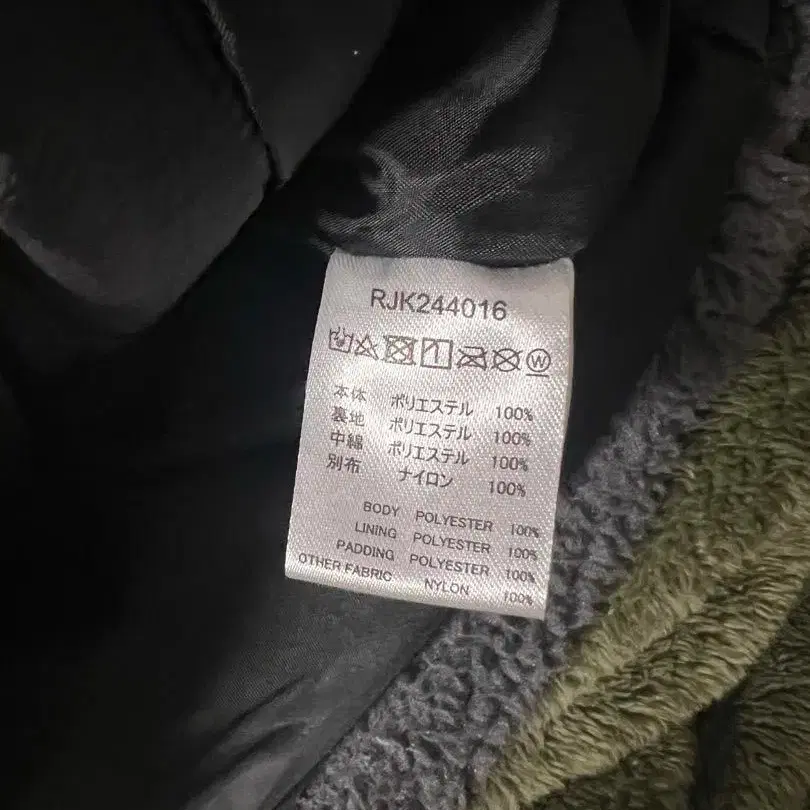 RJK244016
W
本体 ポリエステル 100%
裏地 ポリエステル 100%
中綿 ポリエステル 100%
別布 ナイロン 100%
BODY POLYESTER 100%
LINING POLYESTER 100%
PADDING POLYESTER 100%
OTHER FABRIC NYLON 100%